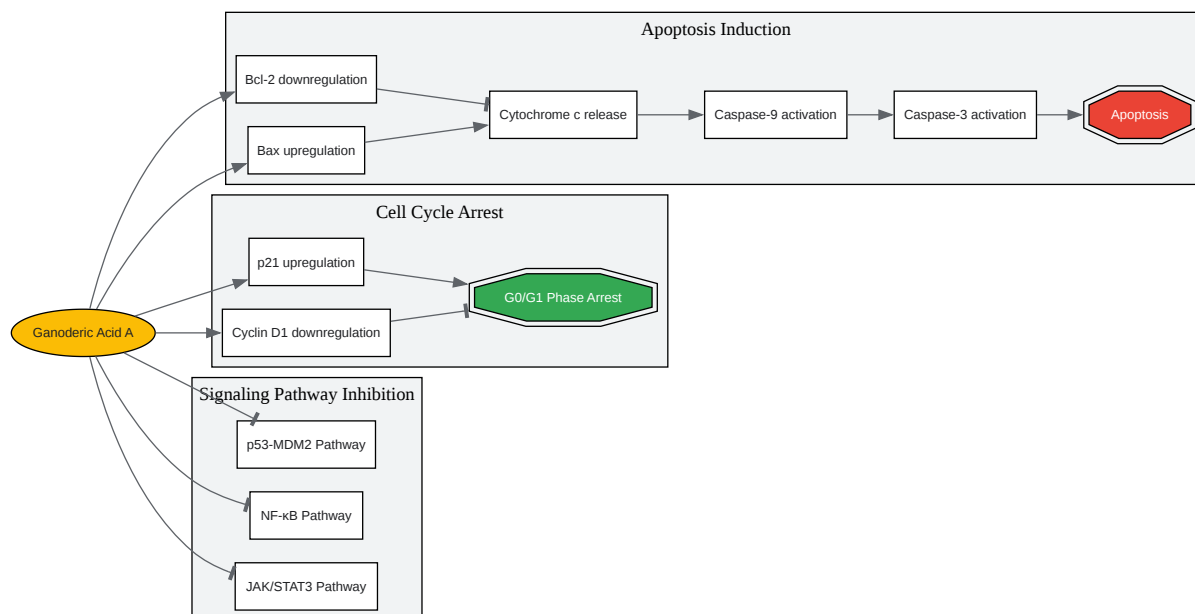 Apoptosis Induction
Bcl-2 downregulation
Bax upregulation
Cytochrome c release
Caspase-9 activation
Caspase-3 activation
Apoptosis
Cell Cycle Arrest
p21 upregulation
Cyclin D1 downregulation
G0/G1 Phase Arrest
Ganoderic Acid A
Signaling Pathway Inhibition
p53-MDM2 Pathway
NF-κB Pathway
JAK/STAT3 Pathway